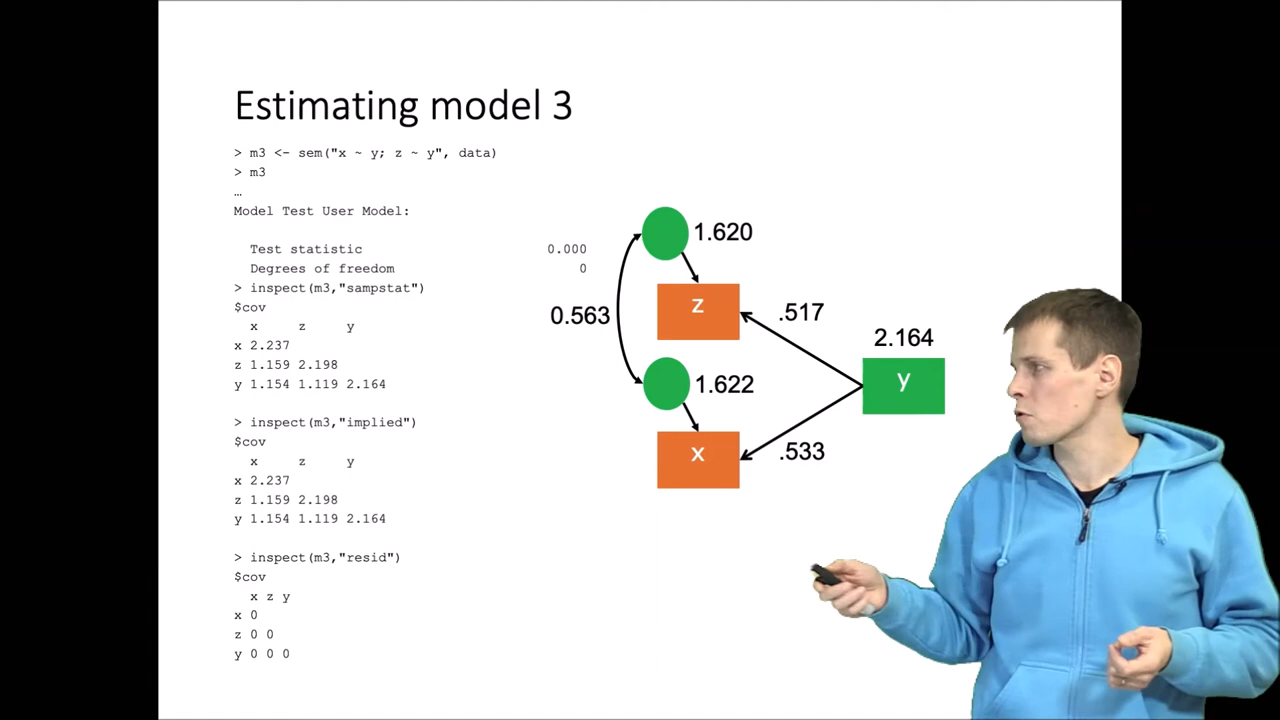 Estimating model 3
> m3 <- sem("x ~ y; z ~ y", data)
> m3
…
Model Test User Model:
Test statistic 0.000
Degrees of freedom 0
> inspect(m3,"sampstat")
$cov
x z y
x 2.237
z 1.159 2.198
y 1.154 1.119 2.164
> inspect(m3,"implied")
$cov
x z y
x 2.237
z 1.159 2.198
y 1.154 1.119 2.164
> inspect(m3,"resid")
$cov
x z y
x 0
z 0 0
y 0 0 0
1.620
z
0.563
.517
2.164
y
1.622
.533
x